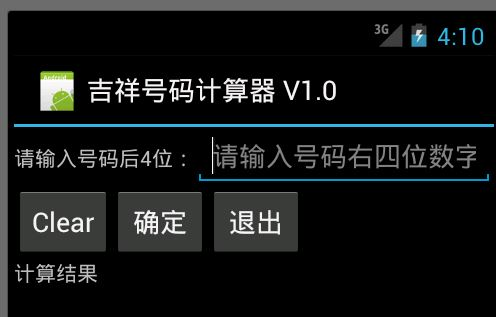 3G 4:10
Android
吉祥号码计算器 V1.0
请输入号码后4位： 请输入号码右四位数字
Clear 确定 退出
计算结果